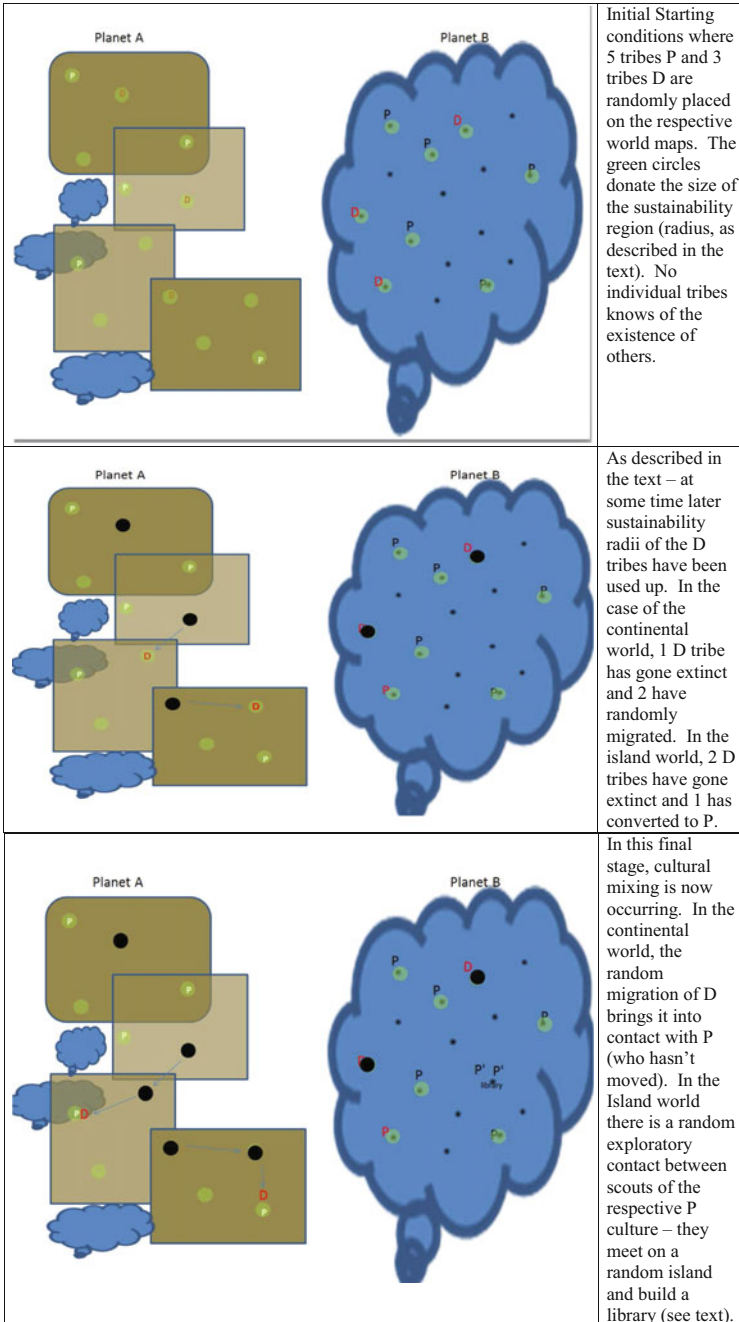 Planet A
Planet B
P
D
P
P
D
P
D
P
P
P
D
P
D
P
D
P
Initial Starting
conditions where
5 tribes P and 3
tribes D are
randomly placed
on the respective
world maps. The
green circles
donate the size of
the sustainability
region (radius, as
described in the
text). No
individual tribes
knows of the
existence of
others.
Planet A
Planet B
P
P
P
D
P
D
P
P
P
D
P
P
P
P
As described in
the text – at
some time later
sustainability
radii of the D
tribes have been
used up. In the
case of the
continental
world, 1 D tribe
has gone extinct
and 2 have
randomly
migrated. In the
island world, 2 D
tribes have gone
extinct and 1 has
converted to P.
Planet A
Planet B
P
P
P
P D
D
P
P
P
D
P
P' P'
library
P
P
P
In this final
stage, cultural
mixing is now
occurring. In the
continental
world, the
random
migration of D
brings it into
contact with P
(who hasn't
moved). In the
Island world
there is a random
exploratory
contact between
scouts of the
respective P
culture – they
meet on a
random island
and build a
library (see text).